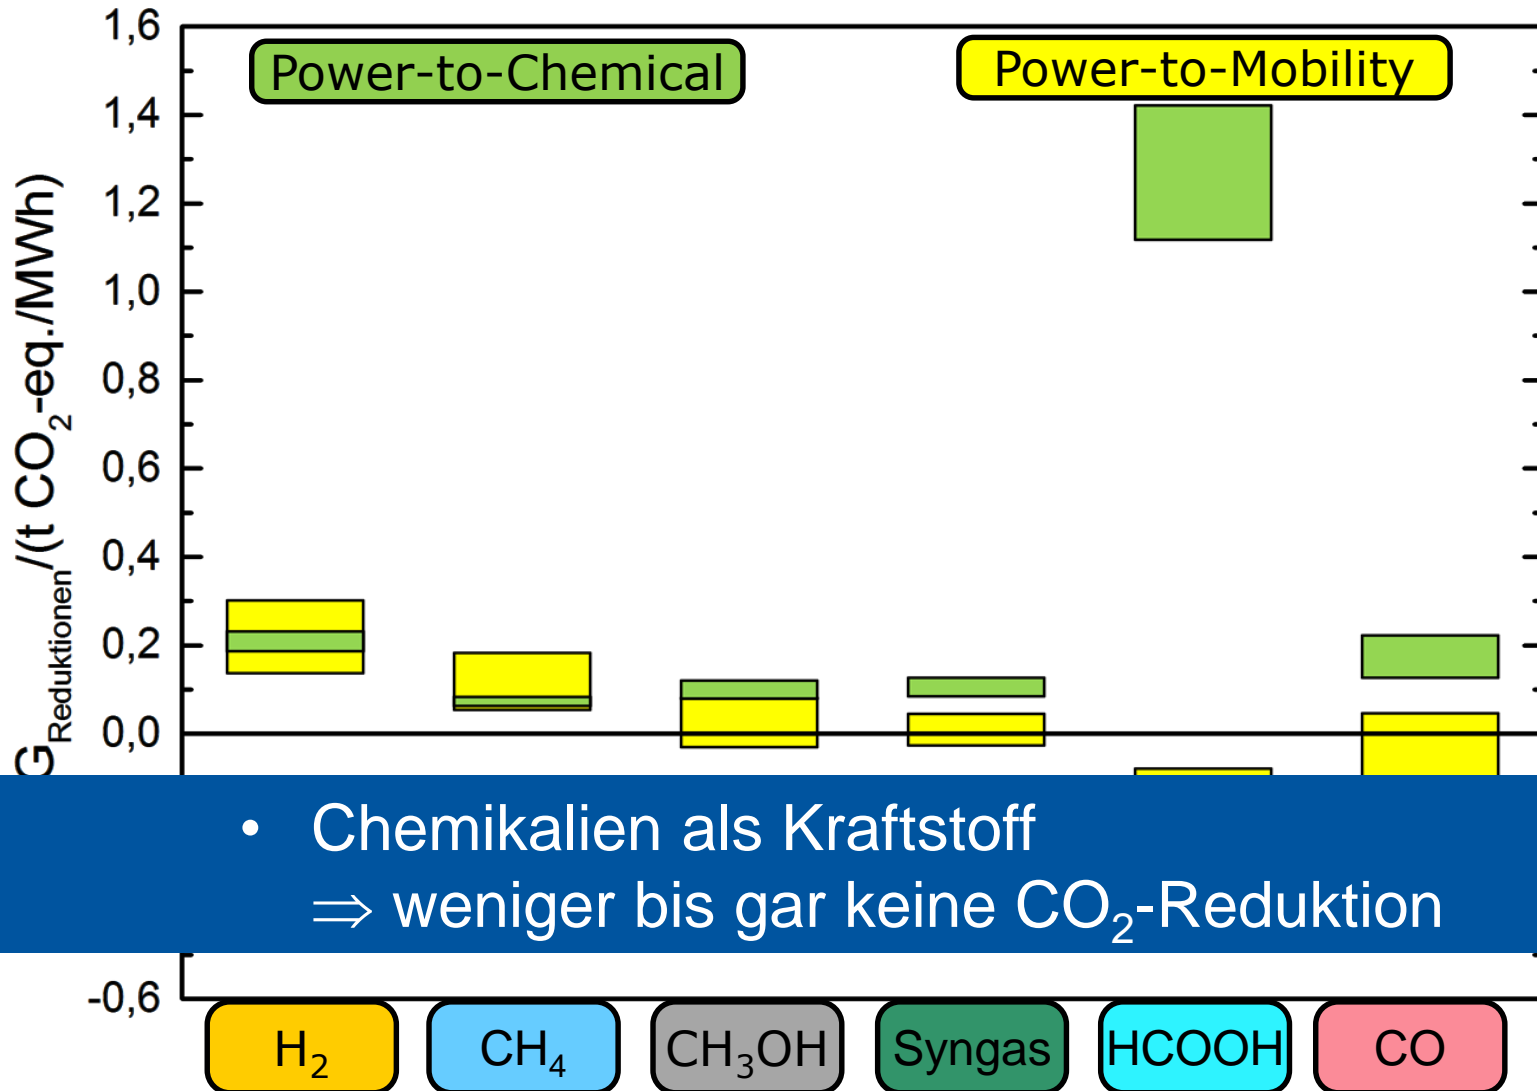 Power-to-Chemical
Power-to-Mobility
1,6
1,4
1,2
1,0
0,8
0,6
0,4
0,2
0,0
-0,6
G_Reduktionen/(t CO₂-eq./MWh)
• Chemikalien als Kraftstoff
⇒ weniger bis gar keine CO₂-Reduktion
H₂
CH₄
CH₃OH
Syngas
HCOOH
CO